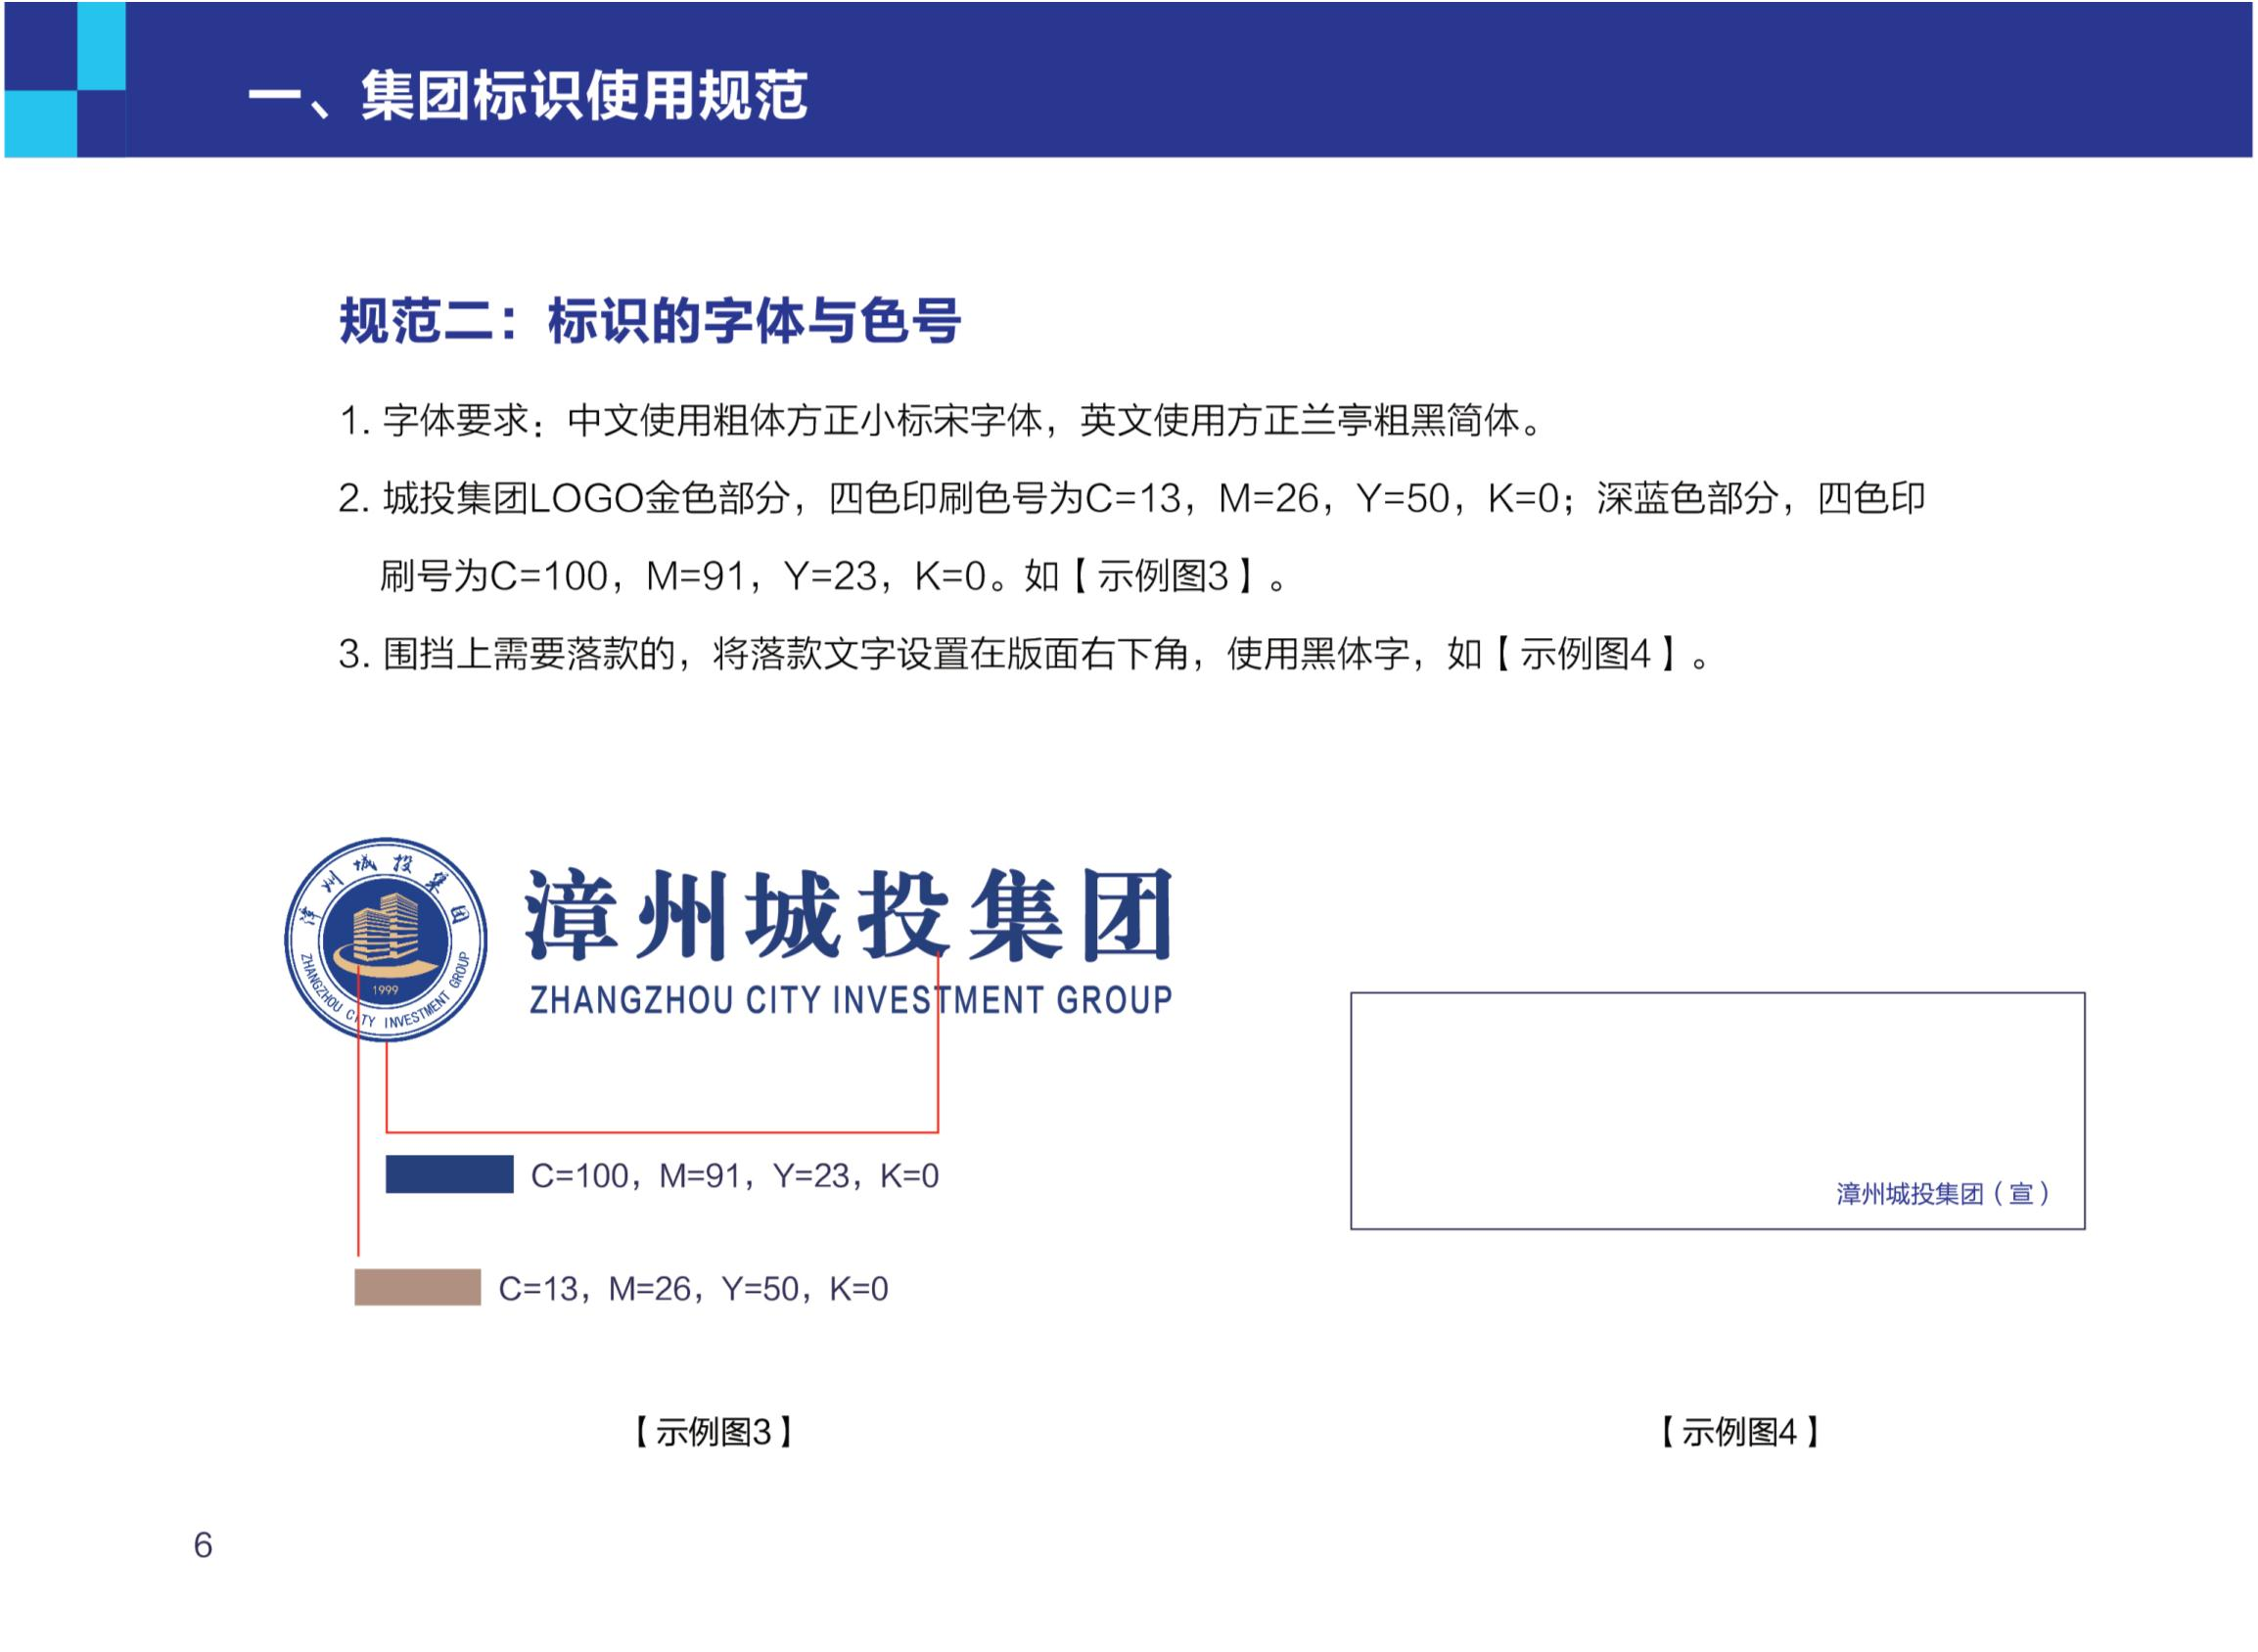 一、集团标识使用规范
规范二：标识的字体与色号
1. 字体要求：中文使用粗体方正小标宋字体，英文使用方正兰亭粗黑简体。
2. 城投集团LOGO金色部分，四色印刷色号为C=13，M=26，Y=50，K=0；深蓝色部分，四色印
刷号为C=100，M=91，Y=23，K=0。如【示例图3】。
3. 围挡上需要落款的，将落款文字设置在版面右下角，使用黑体字，如【示例图4】。
漳州城投集团
1999
ZHANGZHOU CITY INVESTMENT GROUP
漳州城投集团
ZHANGZHOU CITY INVESTMENT GROUP
C=100，M=91，Y=23，K=0
C=13，M=26，Y=50，K=0
漳州城投集团（宣）
【示例图3】
【示例图4】
6